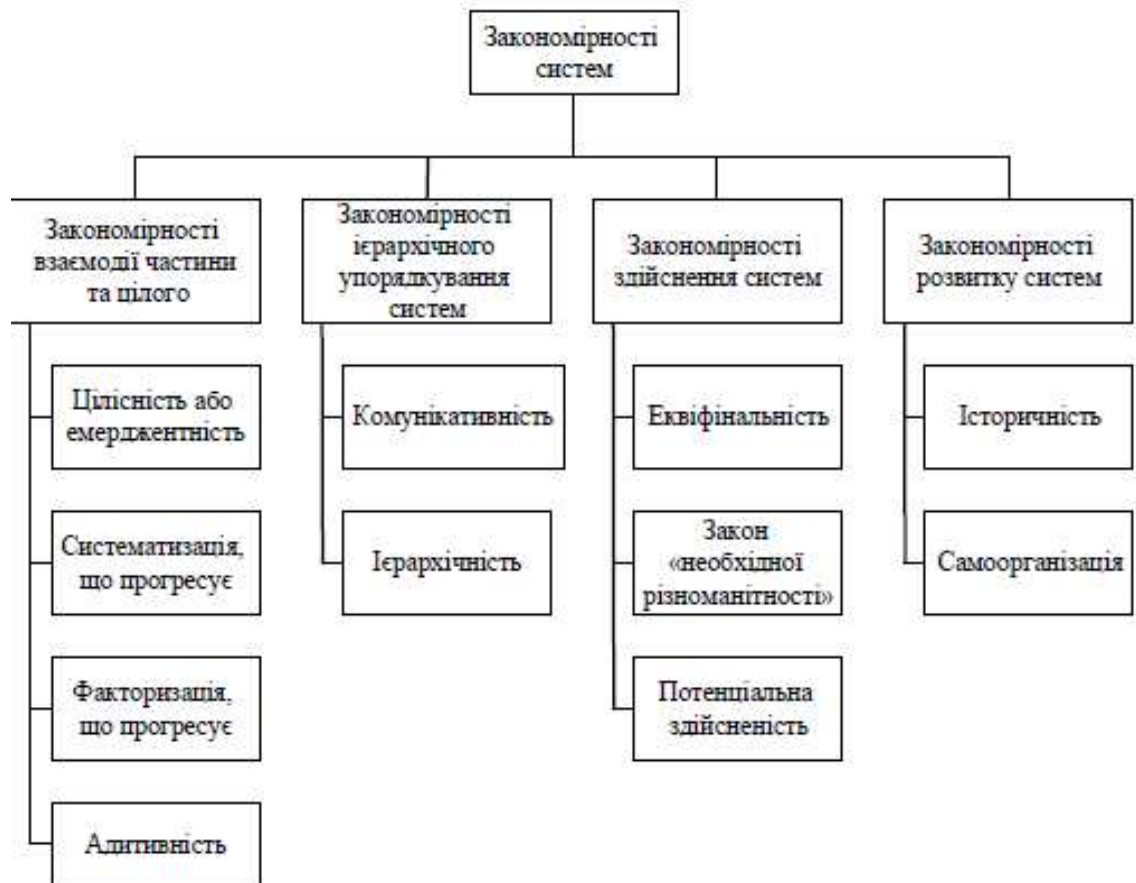 Закономірності
систем
Закономірності
взаємодії частини
та цілого
Закономірності
ієрархічного
упорядкування
систем
Закономірності
здійснення систем
Закономірності
розвитку систем
Цілісність або
емерджентність
Систематизація,
що прогресує
Факторизація,
що прогресує
Адитивність
Комунікативність
Ієрархічність
Еквіфінальність
Закон
«необхідної
різноманітності»
Потенціальна
здійсненість
Історичність
Самоорганізація